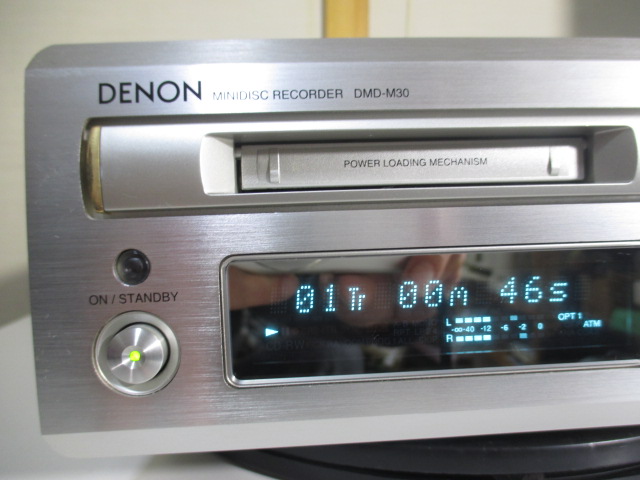 DENON MINIDISC RECORDER DMD-M30
POWER LOADING MECHANISM
ON / STANDBY
01Tr 00m 46s
L OPT 1
-∞ -40 -12 -6 -2 0 ATM
R